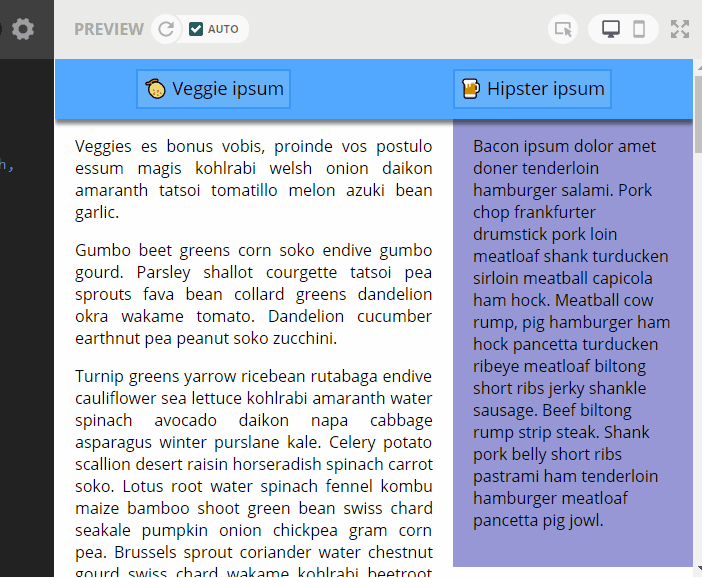 PREVIEW AUTO
h,
Veggie ipsum
Hipster ipsum
Veggies es bonus vobis, proinde vos postulo
essum magis kohlrabi welsh onion daikon
amaranth tatsoi tomatillo melon azuki bean
garlic.
Gumbo beet greens corn soko endive gumbo
gourd. Parsley shallot courgette tatsoi pea
sprouts fava bean collard greens dandelion
okra wakame tomato. Dandelion cucumber
earthnut pea peanut soko zucchini.
Turnip greens yarrow ricebean rutabaga endive
cauliflower sea lettuce kohlrabi amaranth water
spinach avocado daikon napa cabbage
asparagus winter purslane kale. Celery potato
scallion desert raisin horseradish spinach carrot
soko. Lotus root water spinach fennel kombu
maize bamboo shoot green bean swiss chard
seakale pumpkin onion chickpea gram corn
pea. Brussels sprout coriander water chestnut
gourd swiss chard wakame kohlrabi beetroot
Bacon ipsum dolor amet
doner tenderloin
hamburger salami. Pork
chop frankfurter
drumstick pork loin
meatloaf shank turducken
sirloin meatball capicola
ham hock. Meatball cow
rump, pig hamburger ham
hock pancetta turducken
ribeye meatloaf biltong
short ribs jerky shankle
sausage. Beef biltong
rump strip steak. Shank
pork belly short ribs
pastrami ham tenderloin
hamburger meatloaf
pancetta pig jowl.